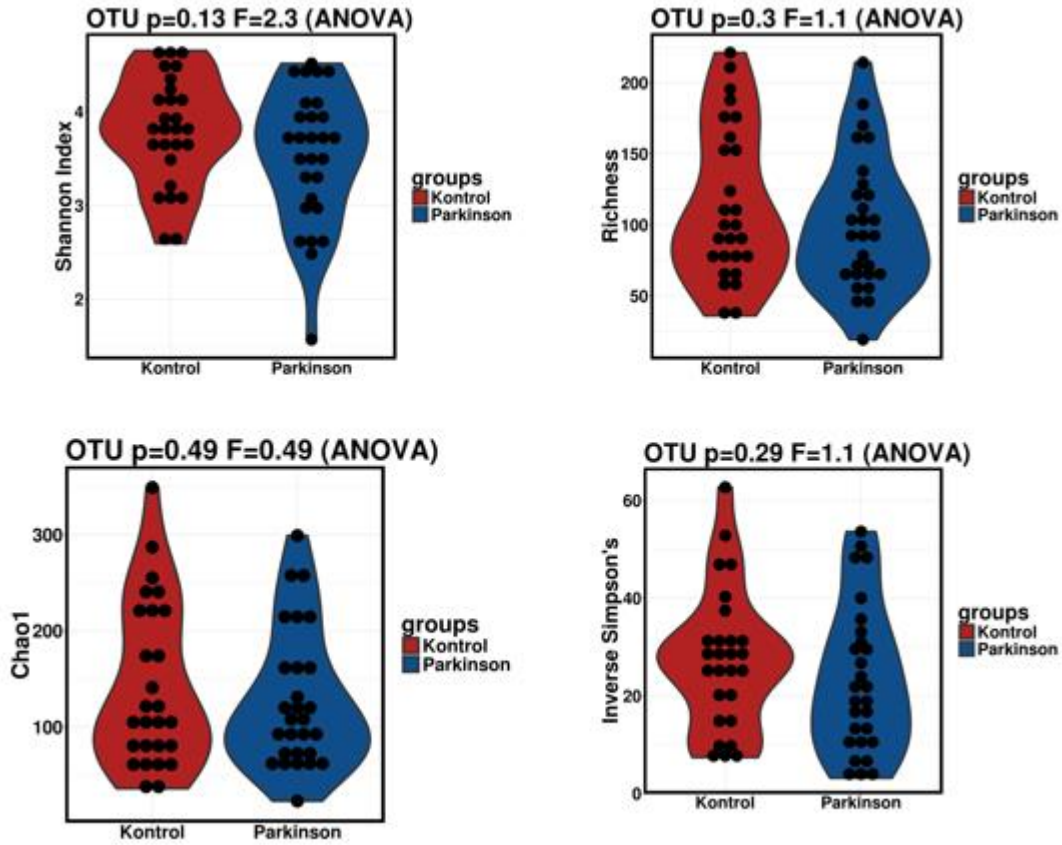 OTU p=0.13 F=2.3 (ANOVA)
Shannon Index
4
3
2
Kontrol
Parkinson
groups
Kontrol
Parkinson
OTU p=0.3 F=1.1 (ANOVA)
Richness
200
150
100
50
Kontrol
Parkinson
groups
Kontrol
Parkinson
OTU p=0.49 F=0.49 (ANOVA)
Chao1
300
200
100
Kontrol
Parkinson
groups
Kontrol
Parkinson
OTU p=0.29 F=1.1 (ANOVA)
Inverse Simpson's
60
40
20
0
Kontrol
Parkinson
groups
Kontrol
Parkinson